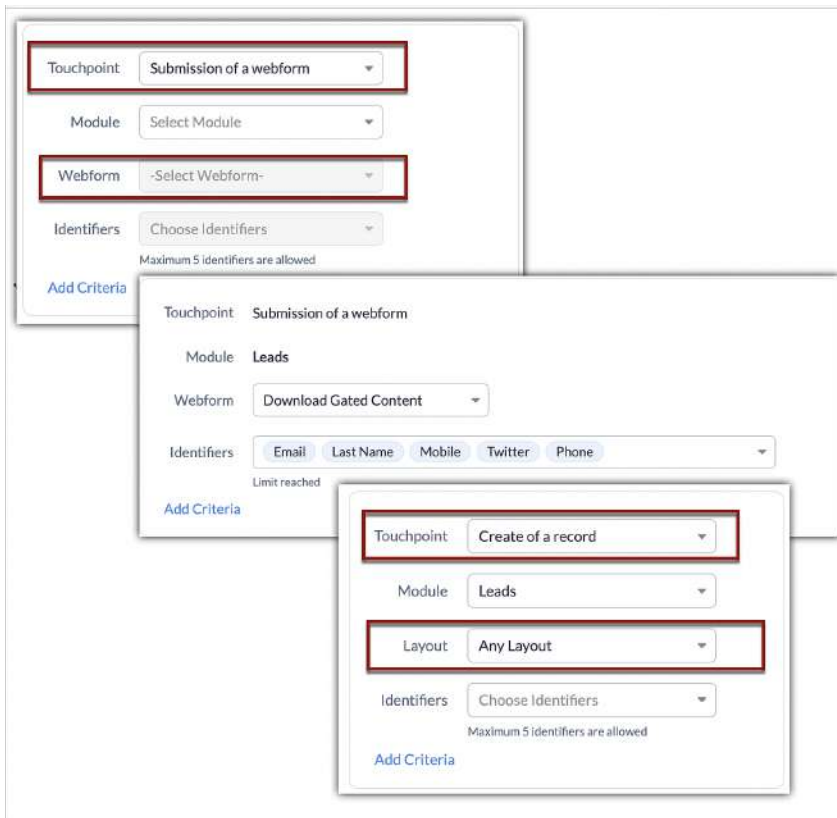 Touchpoint Submission of a webform
Module Select Module
Webform -Select Webform-
Identifiers Choose Identifiers
Maximum 5 identifiers are allowed
Add Criteria
Touchpoint Submission of a webform
Module Leads
Webform Download Gated Content
Identifiers Email Last Name Mobile Twitter Phone
Limit reached
Add Criteria
Touchpoint Create of a record
Module Leads
Layout Any Layout
Identifiers Choose Identifiers
Maximum 5 identifiers are allowed
Add Criteria